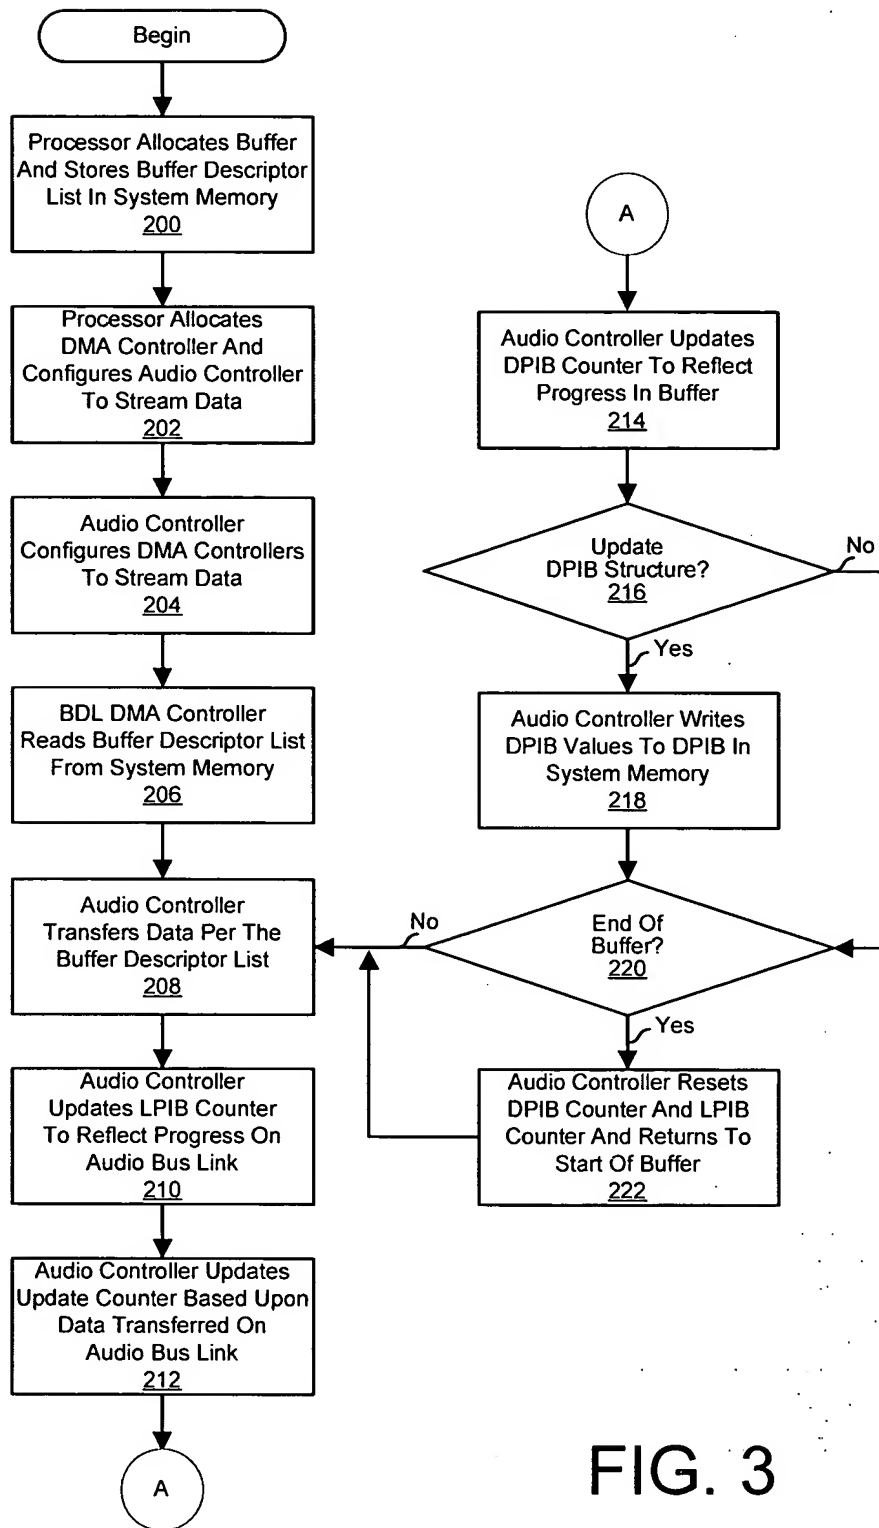 Begin
Processor Allocates Buffer
And Stores Buffer Descriptor
List In System Memory
200
Processor Allocates
DMA Controller And
Configures Audio Controller
To Stream Data
202
Audio Controller
Configures DMA Controllers
To Stream Data
204
BDL DMA Controller
Reads Buffer Descriptor List
From System Memory
206
Audio Controller
Transfers Data Per The
Buffer Descriptor List
208
Audio Controller
Updates LPIB Counter
To Reflect Progress On
Audio Bus Link
210
Audio Controller Updates
Update Counter Based Upon
Data Transferred On
Audio Bus Link
212
A
A
Audio Controller Updates
DPIB Counter To Reflect
Progress In Buffer
214
Update
DPIB Structure?
216
No
Yes
Audio Controller Writes
DPIB Values To DPIB In
System Memory
218
End Of
Buffer?
220
No
Yes
Audio Controller Resets
DPIB Counter And LPIB
Counter And Returns To
Start Of Buffer
222
FIG. 3